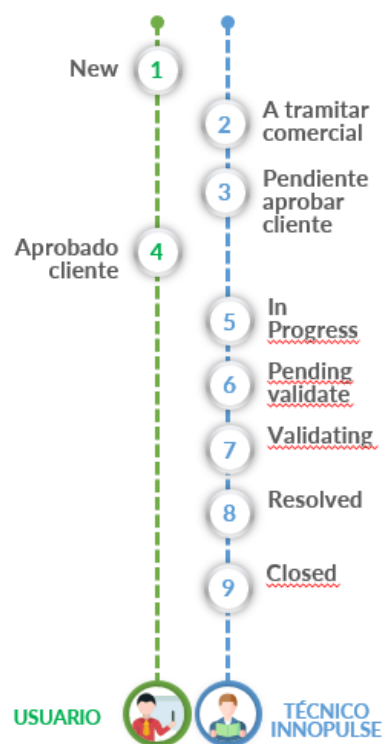 New
1
2
A tramitar
comercial
3
Pendiente
aprobar
cliente
Aprobado
cliente
4
5
In
Progress
6
Pending
validate
7
Validating
8
Resolved
9
Closed
USUARIO
TÉCNICO
INNOPULSE